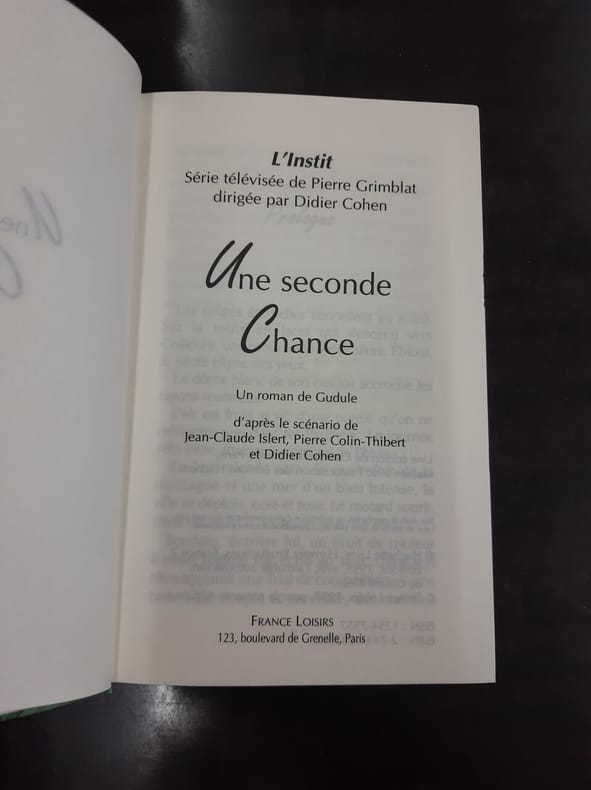 L'Instit
Série télévisée de Pierre Grimblat
dirigée par Didier Cohen
Une seconde
Chance
Un roman de Gudule
d'après le scénario de
Jean-Claude Islert, Pierre Colin-Thibert
et Didier Cohen
FRANCE LOISIRS
123, boulevard de Grenelle, Paris